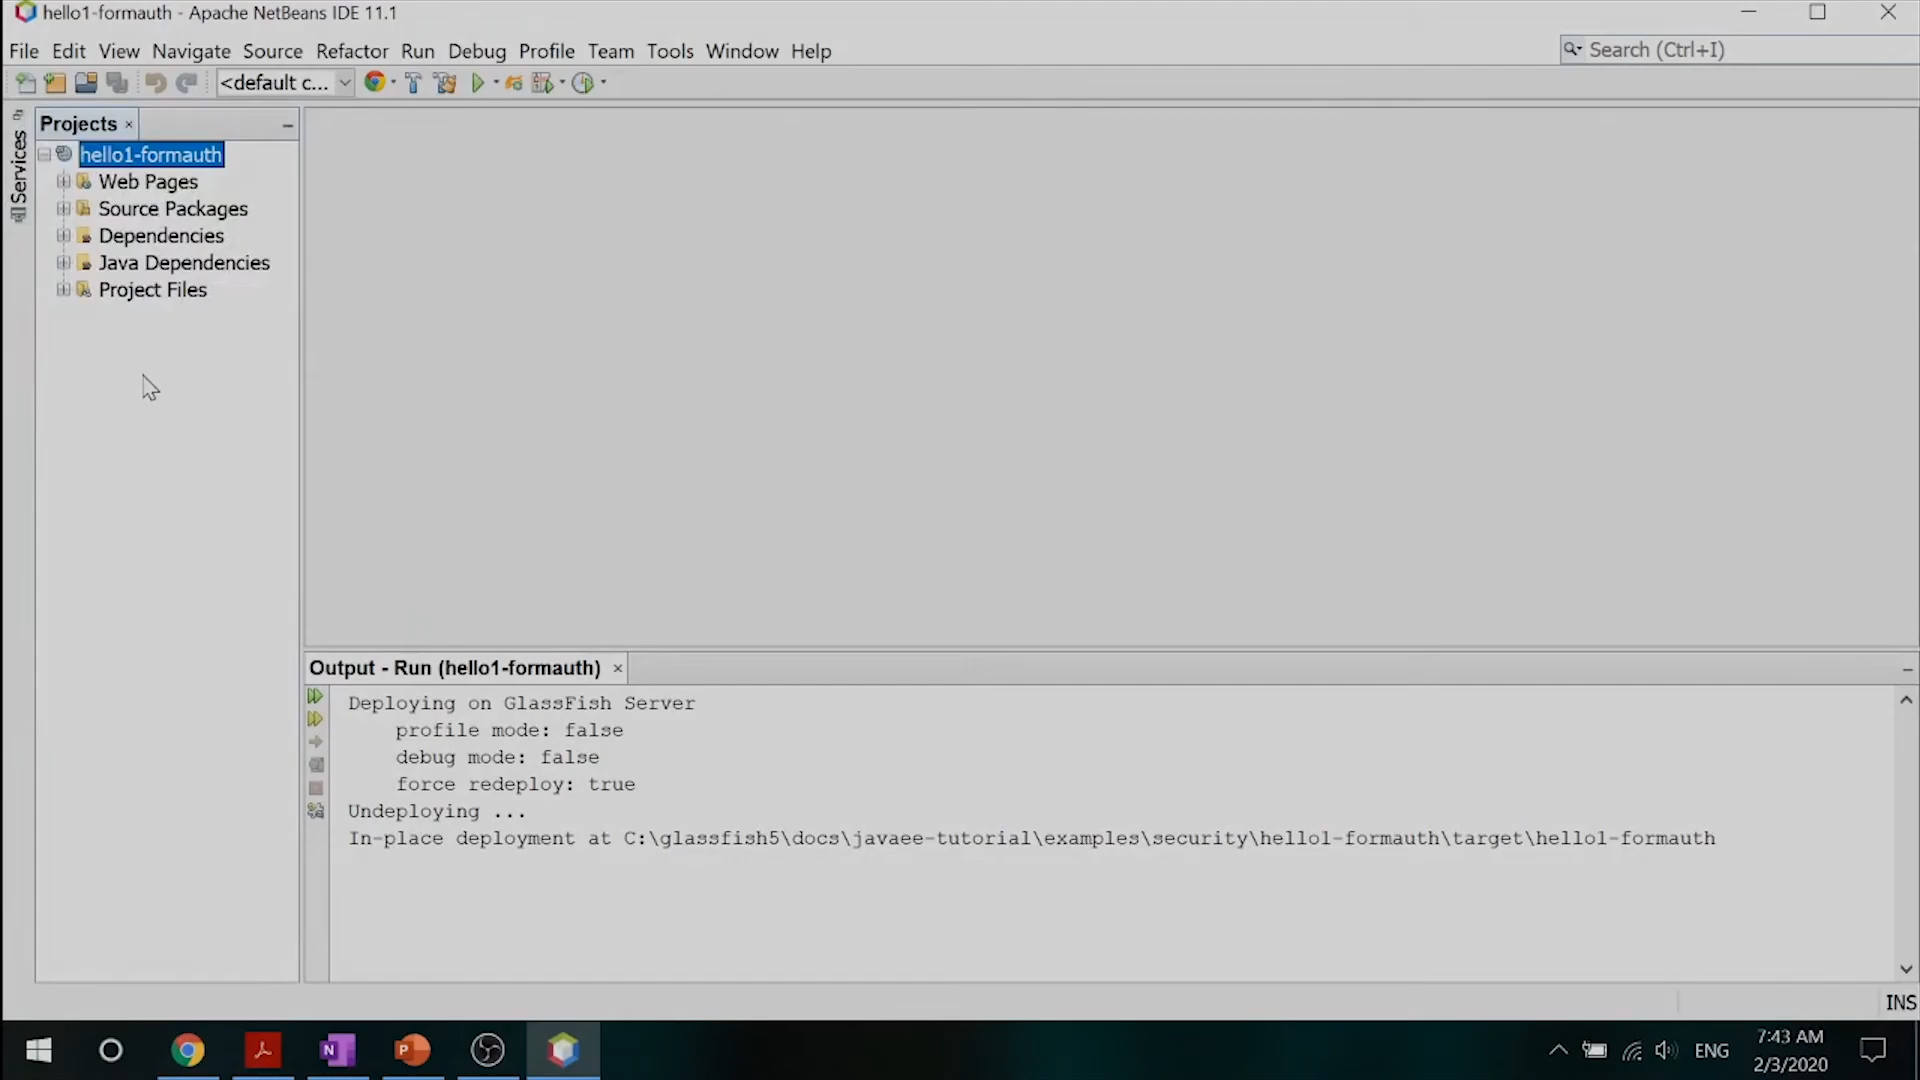 hello1-formauth - Apache NetBeans IDE 11.1
File Edit View Navigate Source Refactor Run Debug Profile Team Tools Window Help
Search (Ctrl+I)
<default c...
Services
Projects
hello1-formauth
Web Pages
Source Packages
Dependencies
Java Dependencies
Project Files
Output - Run (hello1-formauth)
Deploying on GlassFish Server
profile mode: false
debug mode: false
force redeploy: true
Undeploying ...
In-place deployment at C:\glassfish5\docs\javaee-tutorial\examples\security\hello1-formauth\target\hello1-formauth
INS
ENG
7:43 AM
2/3/2020